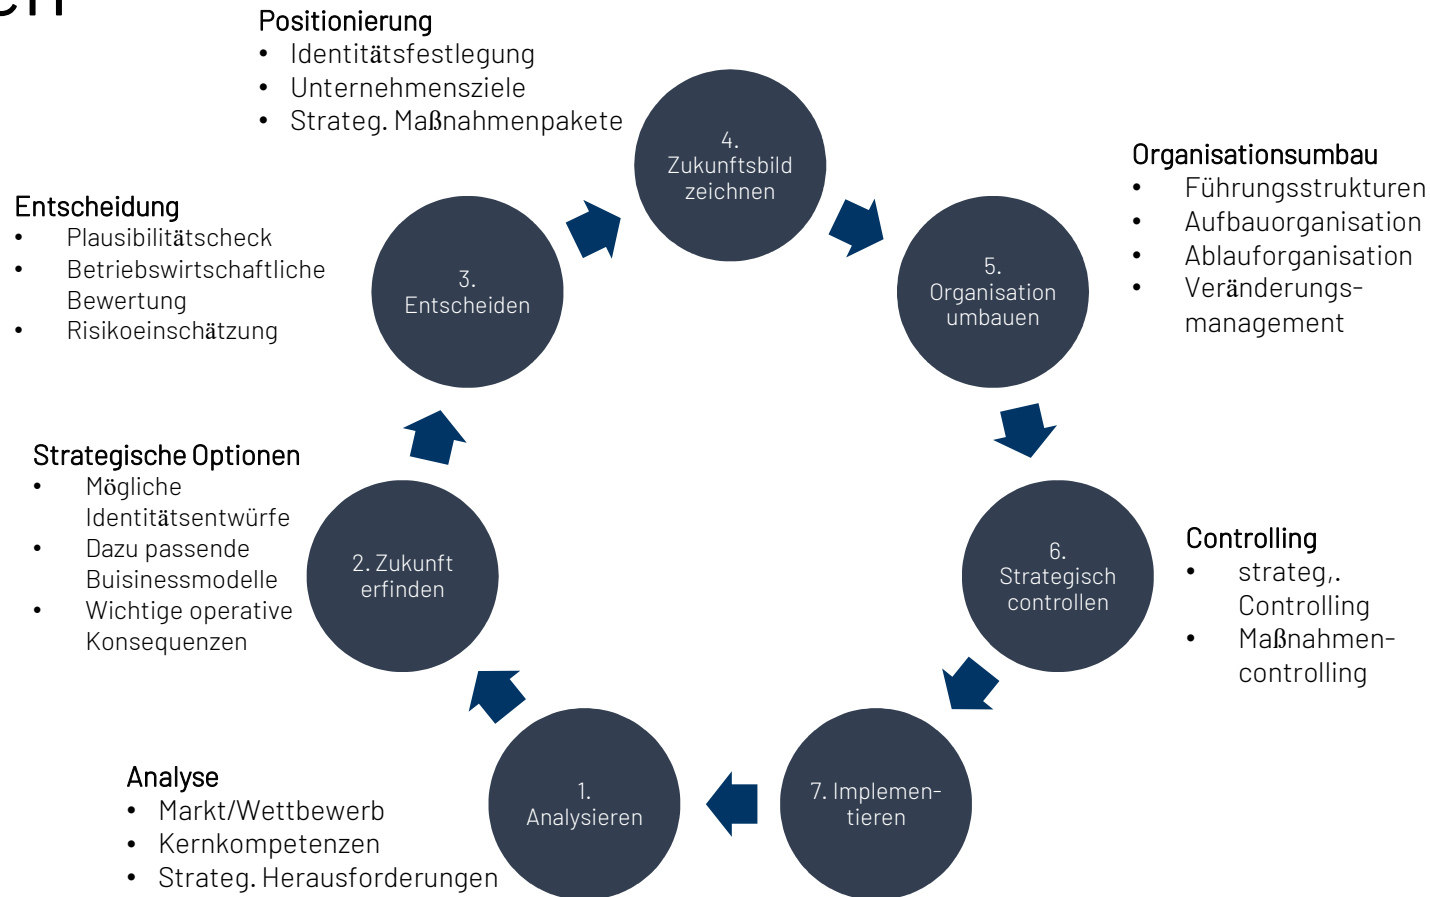 Positionierung
• Identitätsfestlegung
• Unternehmensziele
• Strateg. Maßnahmenpakete
4.
Zukunftsbild
zeichnen
Organisationsumbau
• Führungsstrukturen
• Aufbauorganisation
• Ablauforganisation
• Veränderungs-
management
Entscheidung
• Plausibilitätscheck
• Betriebswirtschaftliche
Bewertung
• Risikoeinschätzung
3.
Entscheiden
5.
Organisation
umbauen
Strategische Optionen
• Mögliche
Identitätsentwürfe
• Dazu passende
Buisinessmodelle
• Wichtige operative
Konsequenzen
2. Zukunft
erfinden
6.
Strategisch
controllen
Controlling
• strateg,.
Controlling
• Maßnahmen-
controlling
Analyse
• Markt/Wettbewerb
• Kernkompetenzen
• Strateg. Herausforderungen
1.
Analysieren
7. Implemen-
tieren